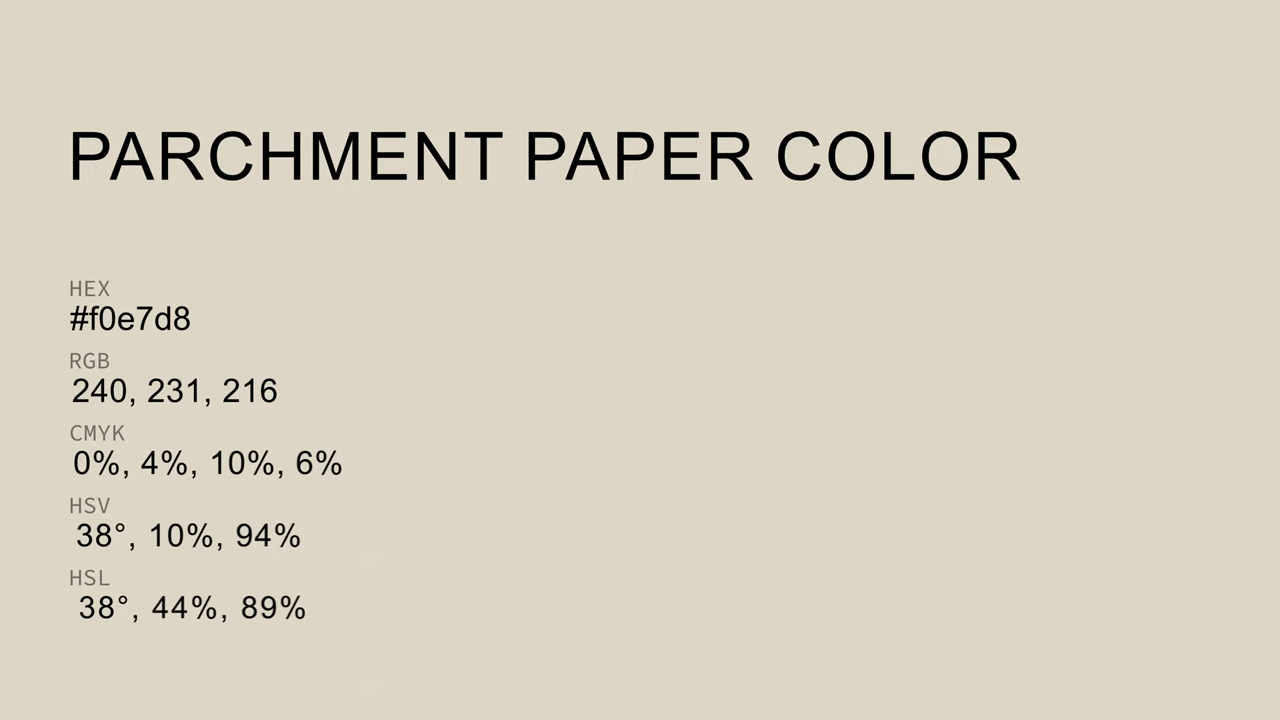 PARCHMENT PAPER COLOR
HEX
#f0e7d8
RGB
240, 231, 216
CMYK
0%, 4%, 10%, 6%
HSV
38°, 10%, 94%
HSL
38°, 44%, 89%